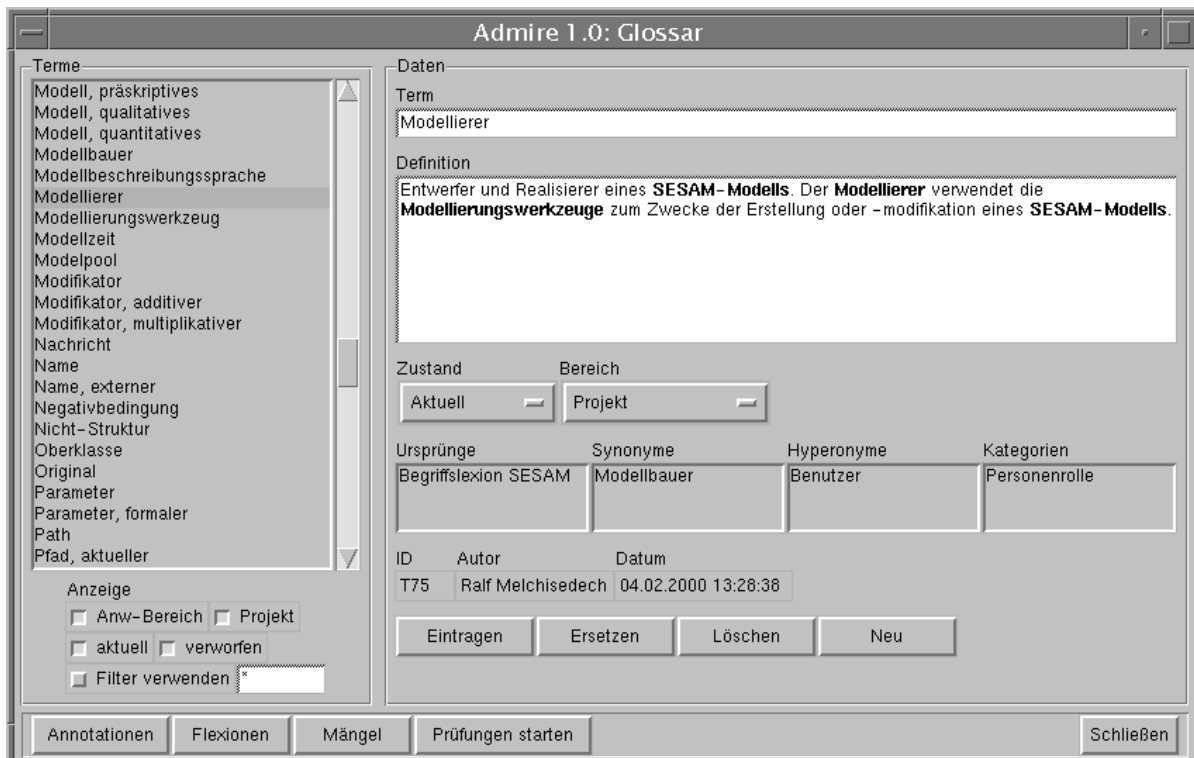 Admire 1.0: Glossar
Terme
Modell, präskriptives
Modell, qualitatives
Modell, quantitatives
Modellbauer
Modellbeschreibungssprache
Modellierer
Modellierungswerkzeug
Modellzeit
Modelpool
Modifikator
Modifikator, additiver
Modifikator, multiplikativer
Nachricht
Name
Name, externer
Negativbedingung
Nicht-Struktur
Oberklasse
Original
Parameter
Parameter, formaler
Path
Pfad, aktueller
Anzeige
Anw-Bereich Projekt
aktuell verworfen
Filter verwenden *
Daten
Term
Modellierer
Definition
Entwerfer und Realisierer eines SESAM-Modells. Der Modellierer verwendet die
Modellierungswerkzeuge zum Zwecke der Erstellung oder -modifikation eines SESAM-Modells.
Zustand Bereich
Aktuell Projekt
Ursprünge Synonyme Hyperonyme Kategorien
Begriffslexion SESAM Modellbauer Benutzer Personenrolle
ID Autor Datum
T75 Ralf Melchisedech 04.02.2000 13:28:38
Eintragen Ersetzen Löschen Neu
Annotationen Flexionen Mängel Prüfungen starten Schließen